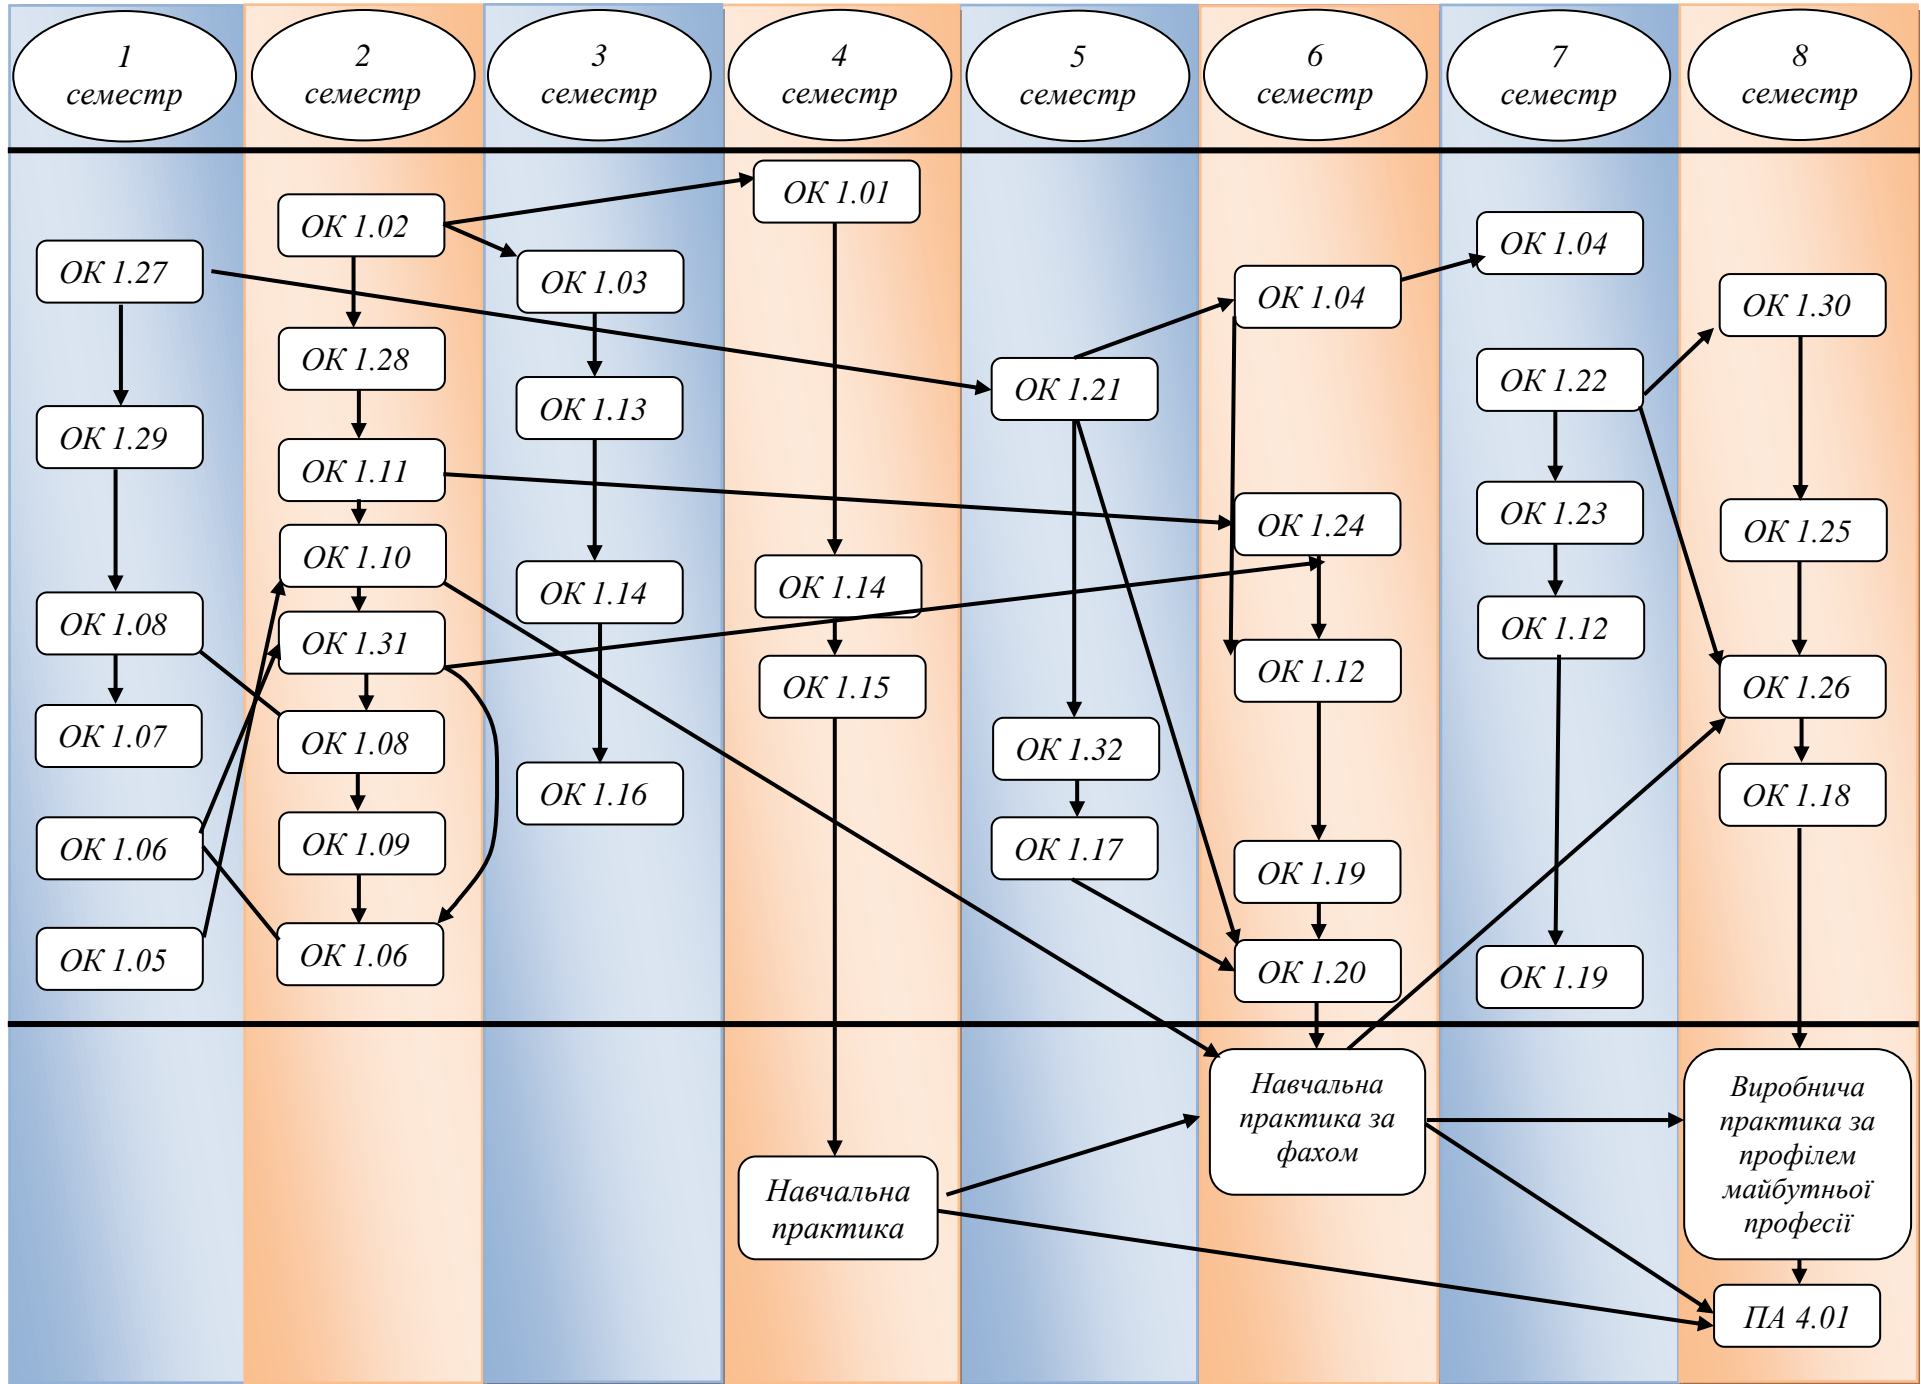 1
семестр
2
семестр
3
семестр
4
семестр
5
семестр
6
семестр
7
семестр
8
семестр
ОК 1.27
ОК 1.29
ОК 1.08
ОК 1.07
ОК 1.06
ОК 1.05
ОК 1.02
ОК 1.28
ОК 1.11
ОК 1.10
ОК 1.31
ОК 1.08
ОК 1.09
ОК 1.06
ОК 1.03
ОК 1.13
ОК 1.14
ОК 1.16
ОК 1.01
ОК 1.14
ОК 1.15
Навчальна
практика
ОК 1.21
ОК 1.32
ОК 1.17
ОК 1.04
ОК 1.24
ОК 1.12
ОК 1.19
ОК 1.20
Навчальна
практика за
фахом
ОК 1.04
ОК 1.22
ОК 1.23
ОК 1.12
ОК 1.19
ОК 1.30
ОК 1.25
ОК 1.26
ОК 1.18
Виробнича
практика за
профілем
майбутньої
професії
ПА 4.01